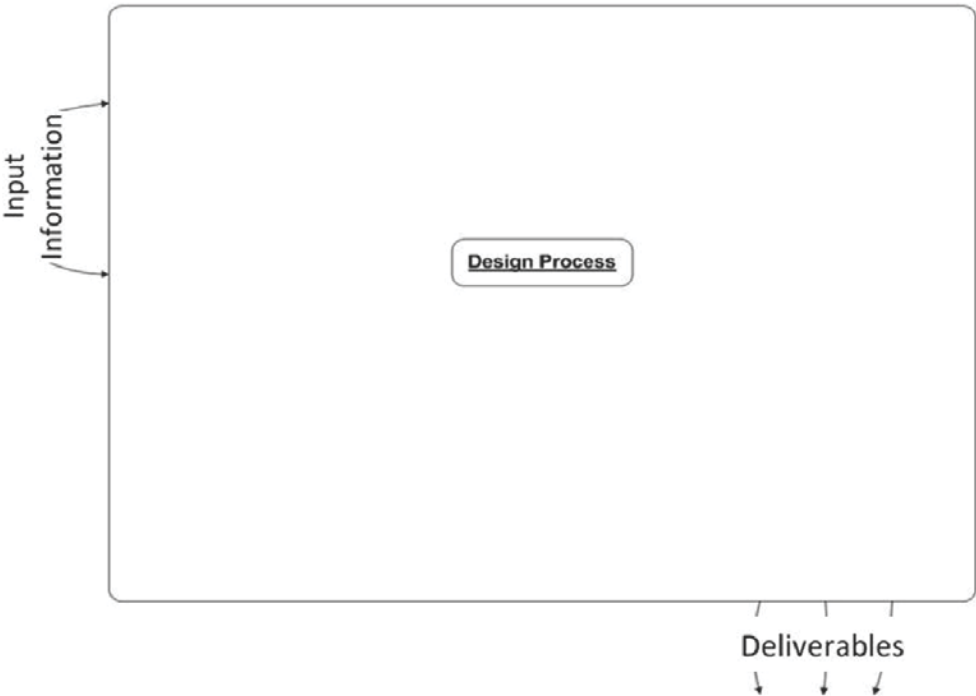 Input
Information
Design Process
Deliverables